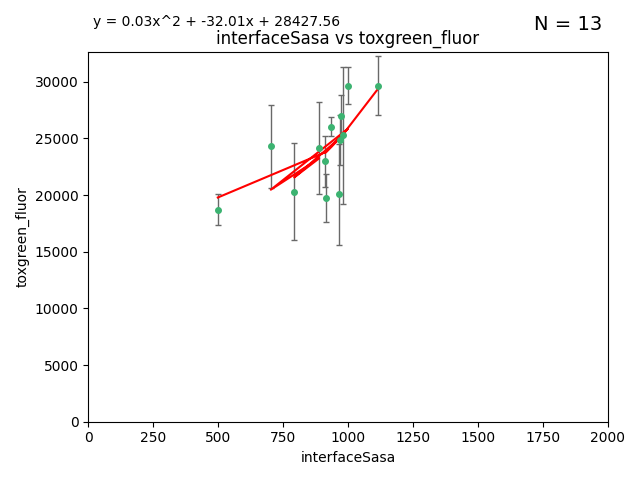 y = 0.03x^2 + -32.01x + 28427.56
N = 13
interfaceSasa vs toxgreen_fluor
30000
25000
20000
15000
10000
5000
0
toxgreen_fluor
0 250 500 750 1000 1250 1500 1750 2000
interfaceSasa